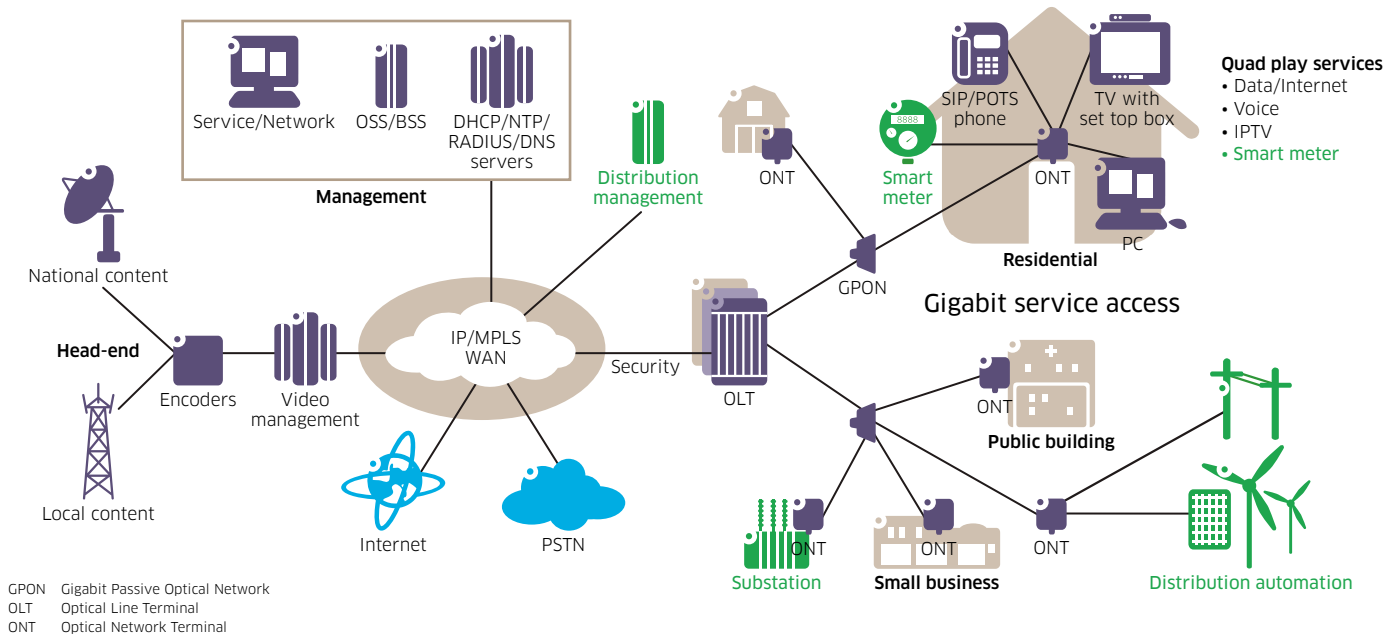 Service/Network
OSS/BSS
DHCP/NTP/
RADIUS/DNS
servers
Management
Distribution
management
National content
Head-end
Encoders
Video
management
Local content
IP/MPLS
WAN
Internet
PSTN
Security
OLT
GPON
ONT
8888
Smart
meter
SIP/POTS
phone
TV with
set top box
ONT
PC
Residential
Quad play services
• Data/Internet
• Voice
• IPTV
• Smart meter
Gigabit service access
ONT
Public building
ONT
Substation
ONT
Small business
ONT
Distribution automation
GPON Gigabit Passive Optical Network
OLT Optical Line Terminal
ONT Optical Network Terminal